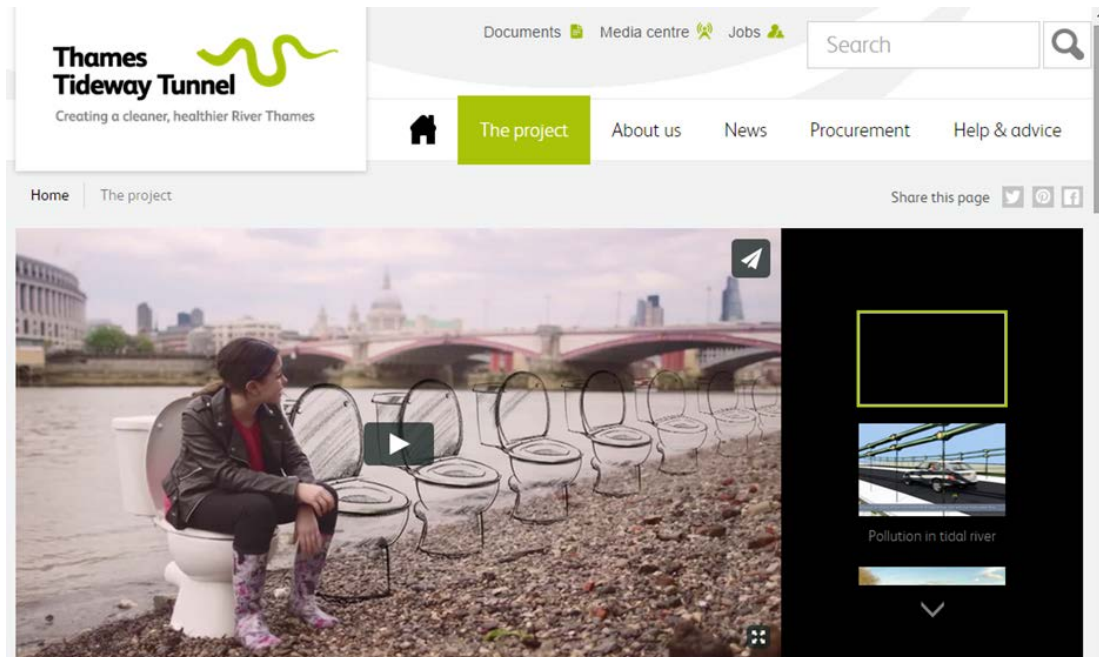 Documents Media centre Jobs
Search
Thames
Tideway Tunnel
Creating a cleaner, healthier River Thames
The project About us News Procurement Help & advice
Home The project
Share this page
Pollution in tidal river